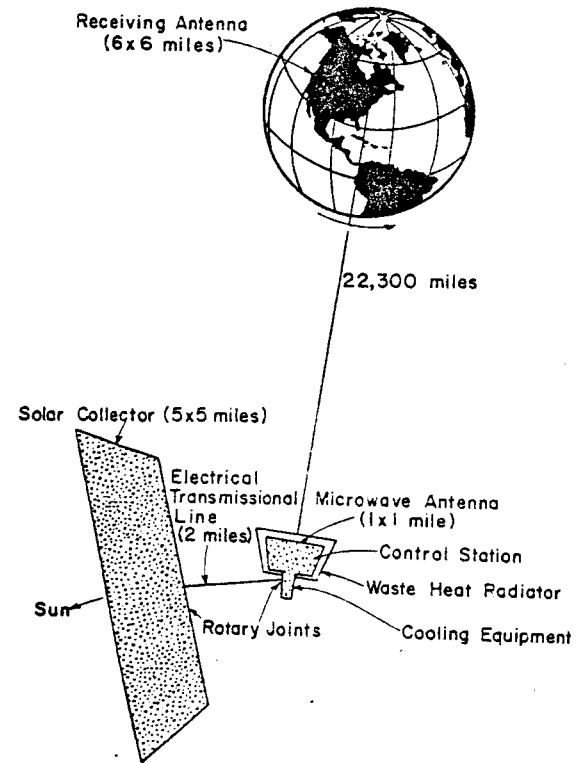 Receiving Antenna
(6x6 miles)
22,300 miles
Solar Collector (5x5 miles)
Electrical
Transmissional
Line
(2 miles)
Microwave Antenna
(1x1 mile)
Control Station
Waste Heat Radiator
Sun
Rotary Joints
Cooling Equipment